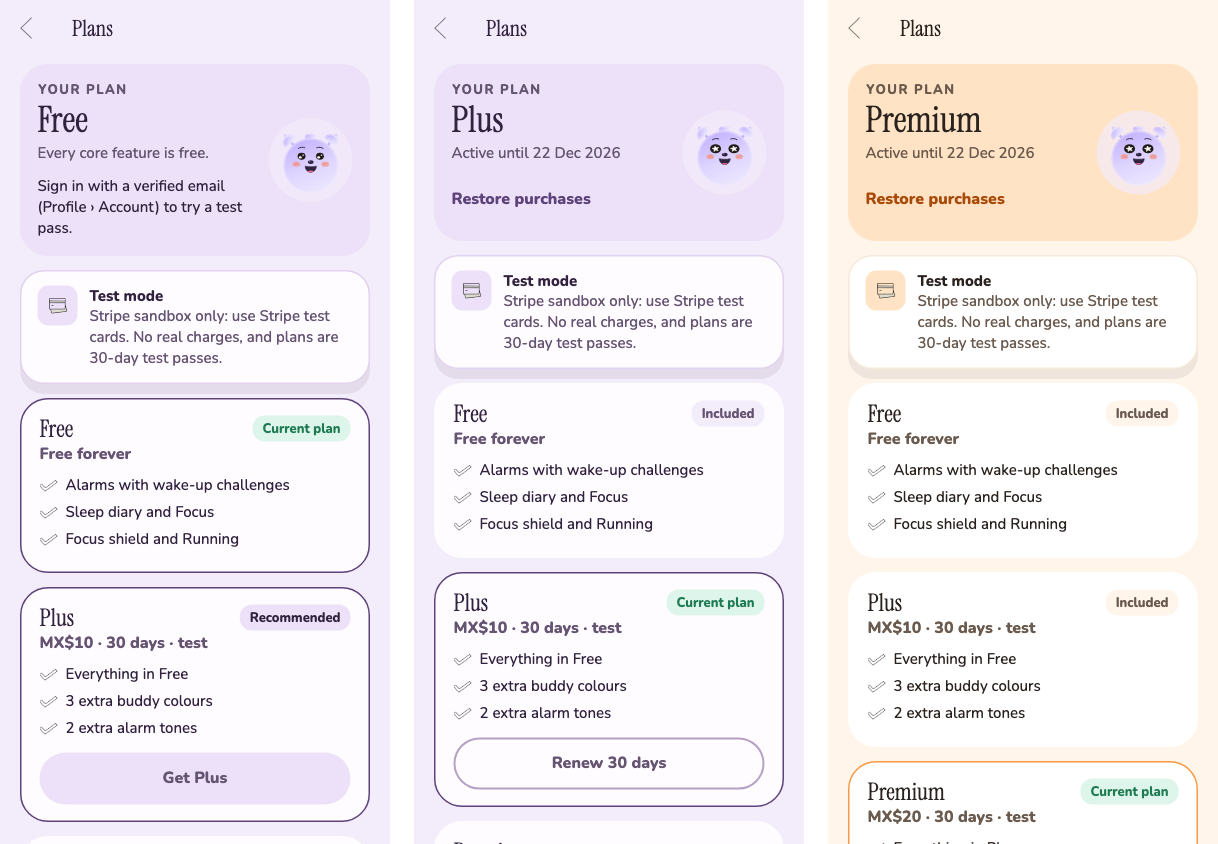 Plans
YOUR PLAN
Free
Every core feature is free.
Sign in with a verified email
(Profile › Account) to try a test
pass.
Test mode
Stripe sandbox only: use Stripe test
cards. No real charges, and plans are
30-day test passes.
Free
Current plan
Free forever
Alarms with wake-up challenges
Sleep diary and Focus
Focus shield and Running
Plus
Recommended
MX$10 · 30 days · test
Everything in Free
3 extra buddy colours
2 extra alarm tones
Get Plus
Plans
YOUR PLAN
Plus
Active until 22 Dec 2026
Restore purchases
Test mode
Stripe sandbox only: use Stripe test
cards. No real charges, and plans are
30-day test passes.
Free
Included
Free forever
Alarms with wake-up challenges
Sleep diary and Focus
Focus shield and Running
Plus
Current plan
MX$10 · 30 days · test
Everything in Free
3 extra buddy colours
2 extra alarm tones
Renew 30 days
Plans
YOUR PLAN
Premium
Active until 22 Dec 2026
Restore purchases
Test mode
Stripe sandbox only: use Stripe test
cards. No real charges, and plans are
30-day test passes.
Free
Included
Free forever
Alarms with wake-up challenges
Sleep diary and Focus
Focus shield and Running
Plus
Included
MX$10 · 30 days · test
Everything in Free
3 extra buddy colours
2 extra alarm tones
Premium
Current plan
MX$20 · 30 days · test